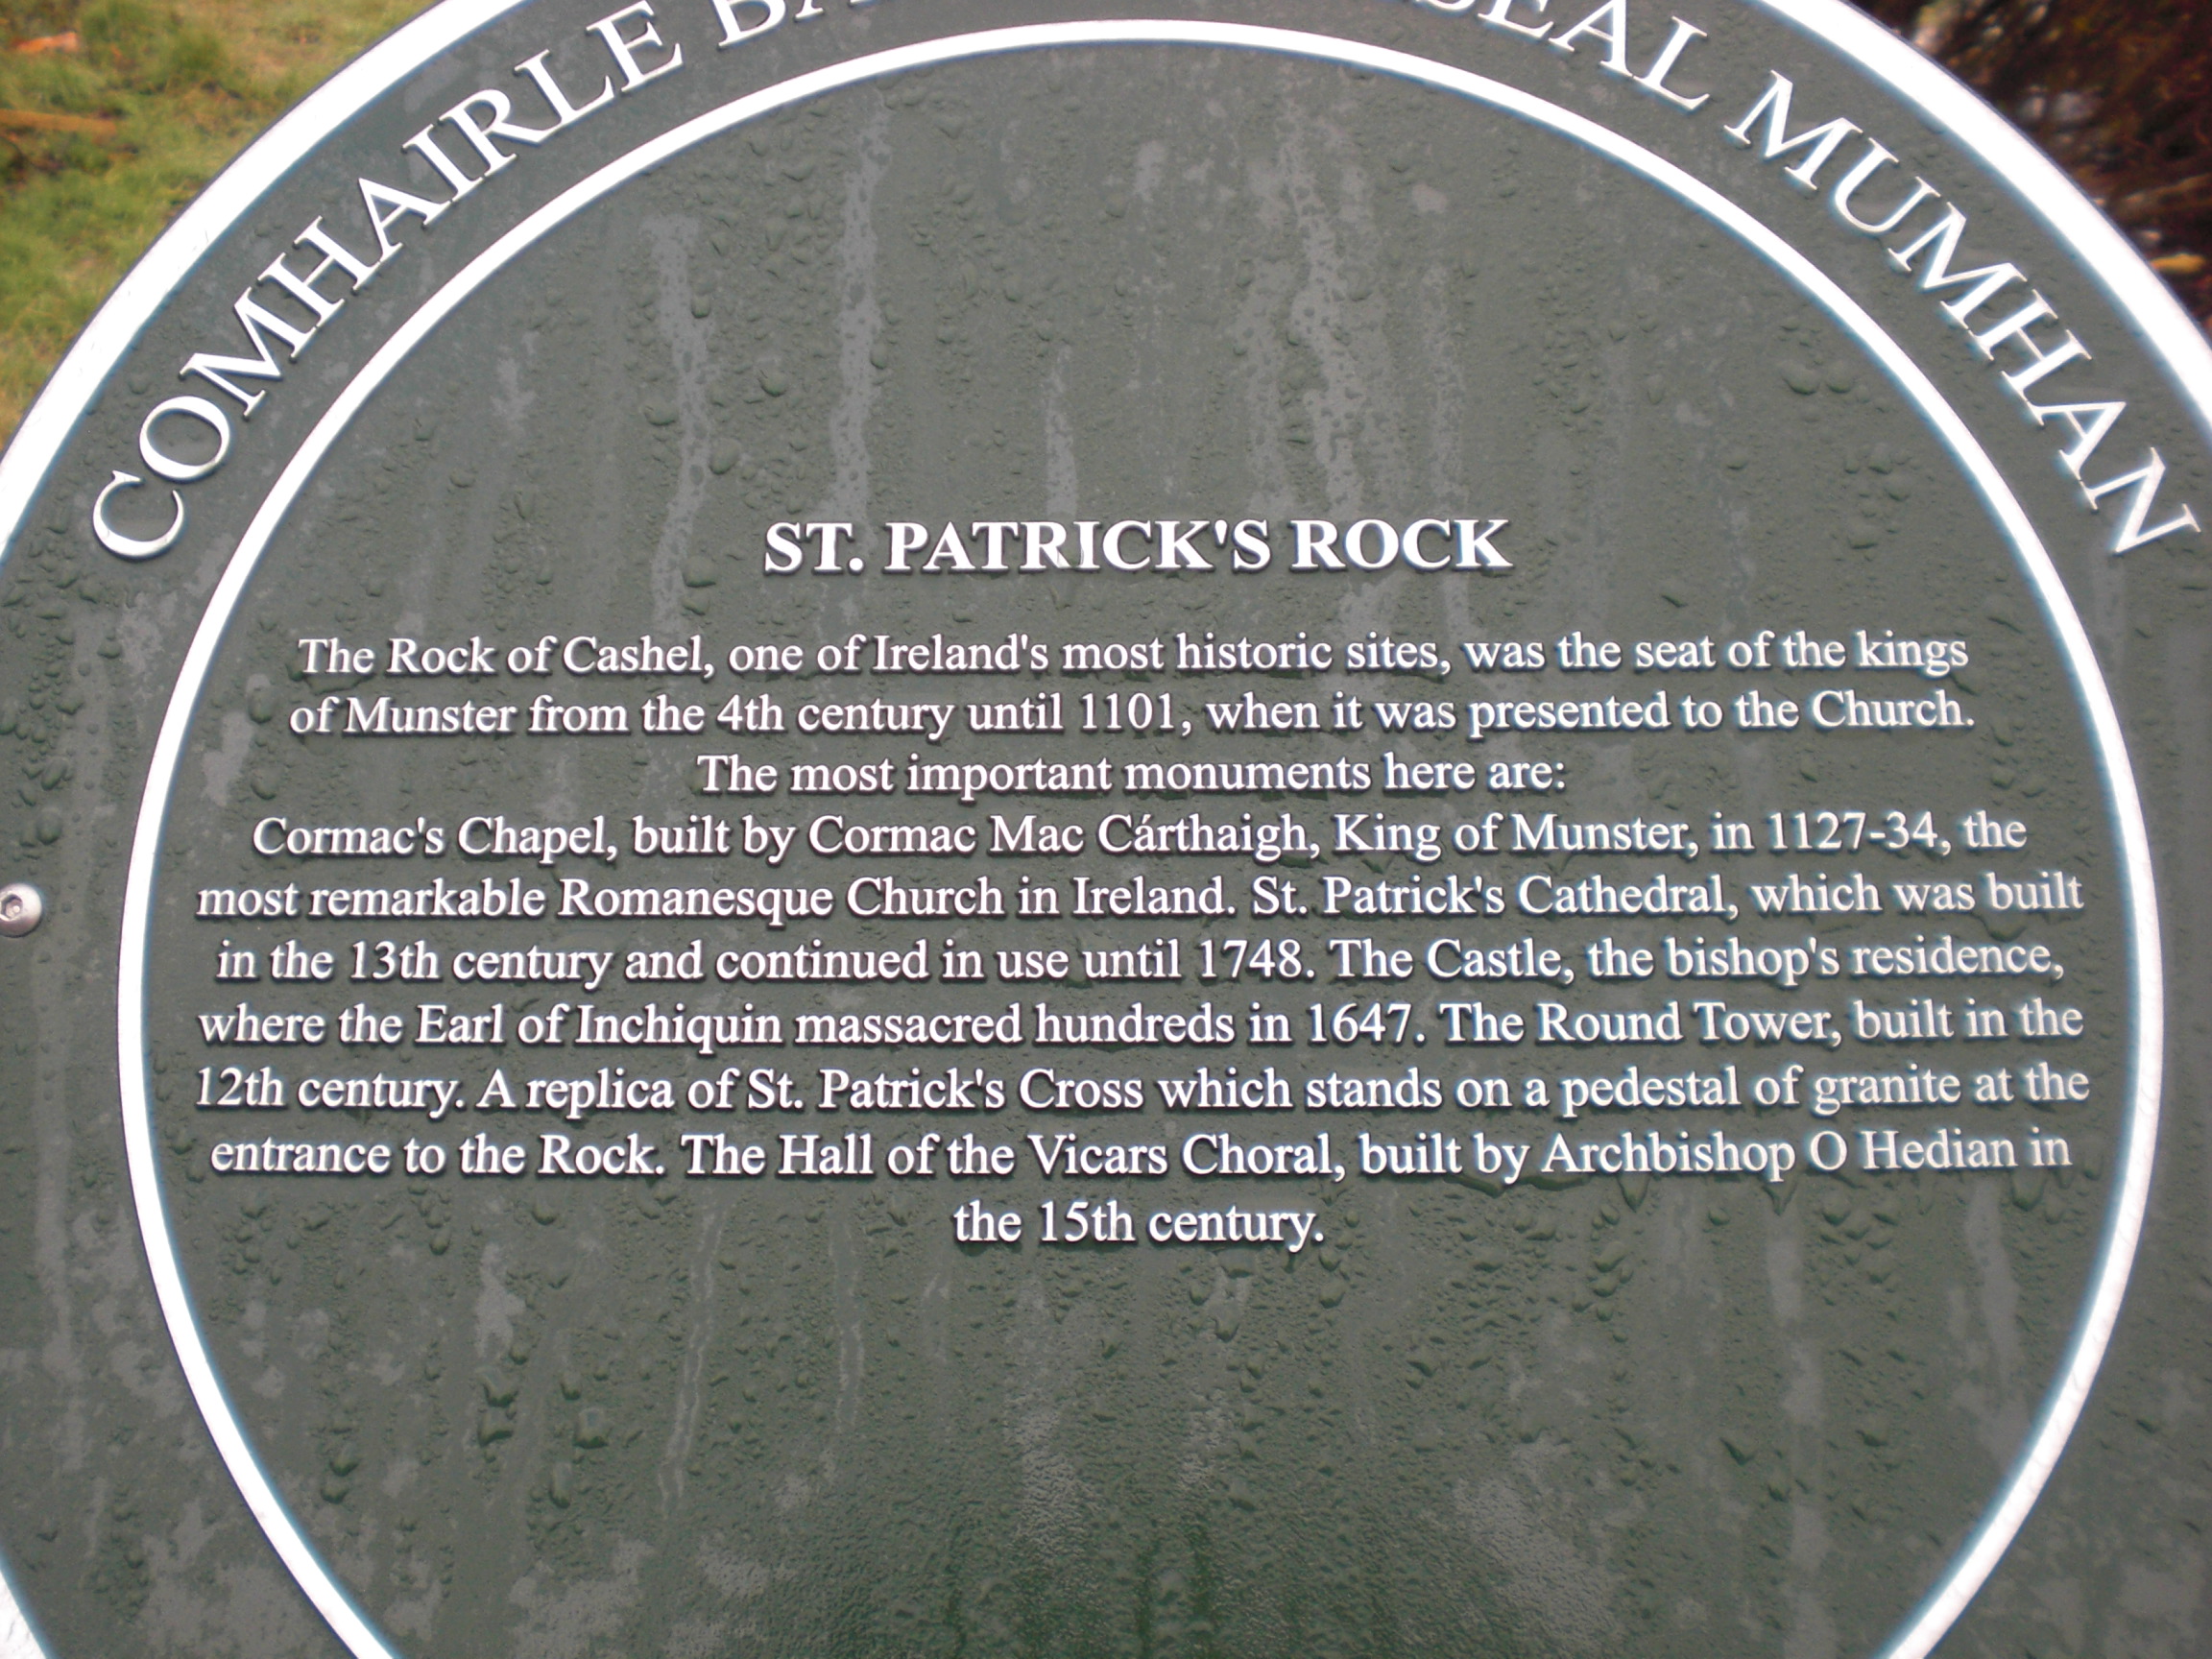 COMHAIRLE
MUMHAN
ST. PATRICK'S ROCK
The Rock of Cashel, one of Ireland's most historic sites, was the seat of the kings
of Munster from the 4th century until 1101, when it was presented to the Church.
The most important monuments here are:
Cormac's Chapel, built by Cormac Mac Cárthaigh, King of Munster, in 1127-34, the
most remarkable Romanesque Church in Ireland. St. Patrick's Cathedral, which was built
in the 13th century and continued in use until 1748. The Castle, the bishop's residence,
where the Earl of Inchiquin massacred hundreds in 1647. The Round Tower, built in the
12th century. A replica of St. Patrick's Cross which stands on a pedestal of granite at the
entrance to the Rock. The Hall of the Vicars Choral, built by Archbishop O Hedian in
the 15th century.